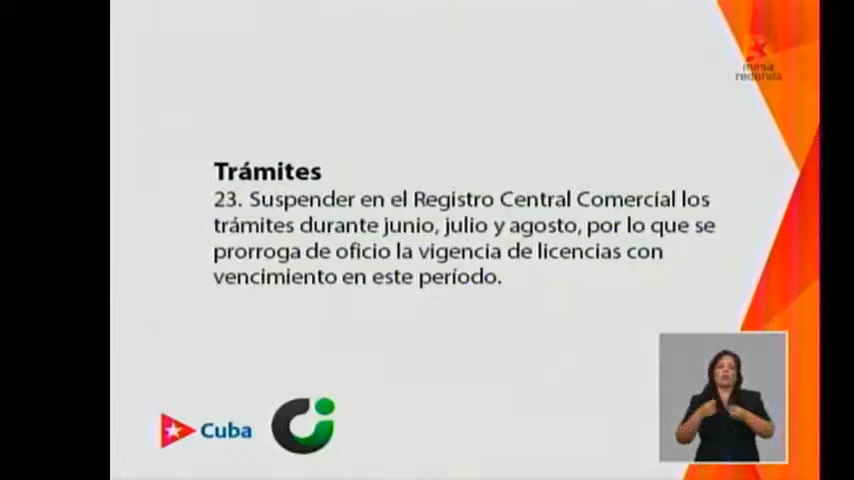 mesa
redonda
Trámites
23. Suspender en el Registro Central Comercial los
trámites durante junio, julio y agosto, por lo que se
prorroga de oficio la vigencia de licencias con
vencimiento en este período.
Cuba